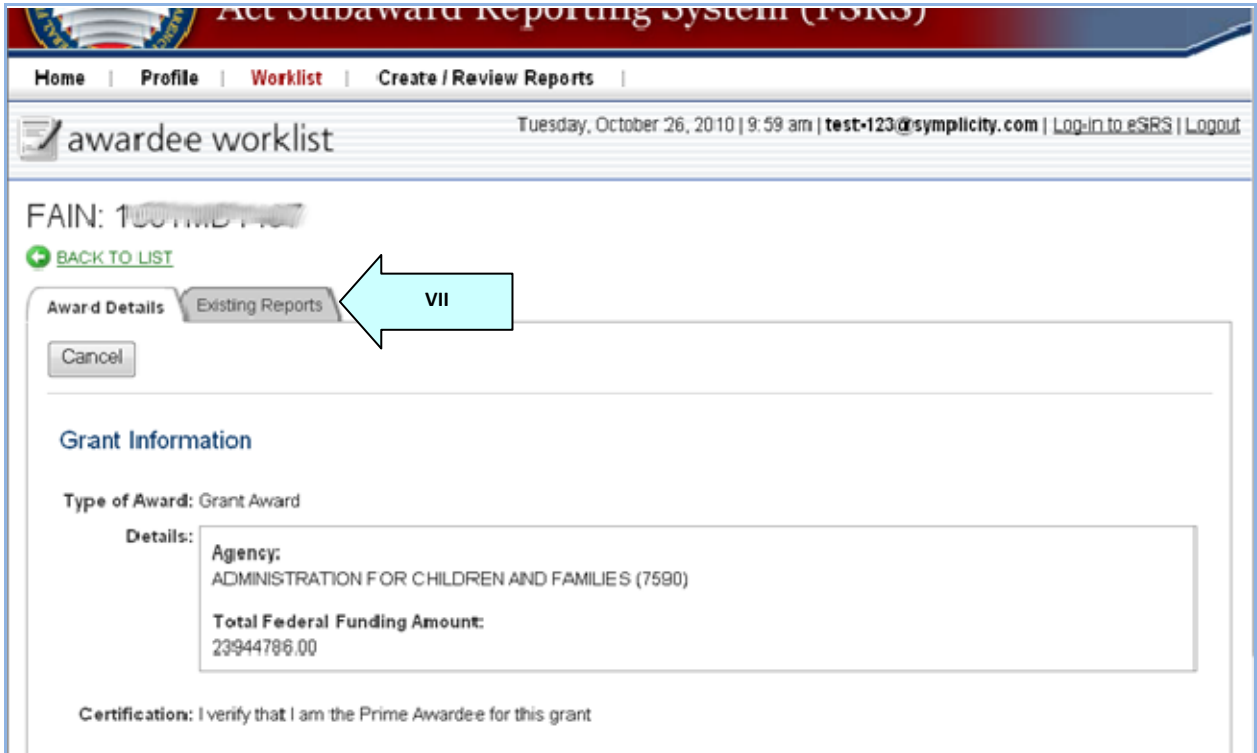 Act Subaward Reporting System (FSRS)
Home | Profile | Worklist | Create / Review Reports |
awardee worklist
Tuesday, October 26, 2010 | 9:59 am | test-123@symplicity.com | Log-in to eSRS | Logout
FAIN:
BACK TO LIST
Award Details
Existing Reports
VII
Cancel
Grant Information
Type of Award: Grant Award
Details:
Agency:
ADMINISTRATION FOR CHILDREN AND FAMILIES (7590)
Total Federal Funding Amount:
23944786.00
Certification: I verify that I am the Prime Awardee for this grant